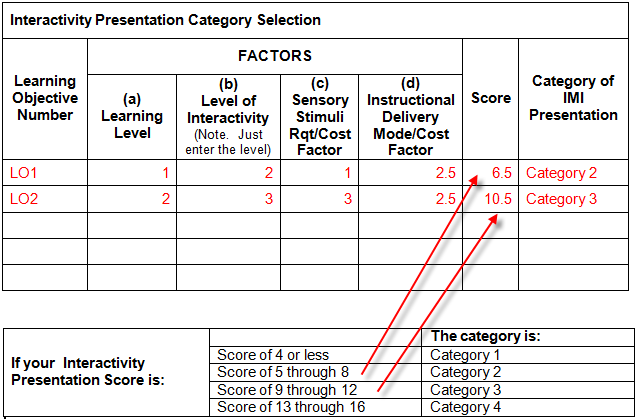 Interactivity Presentation Category Selection
Learning Objective Number
FACTORS
Score
Category of IMI Presentation
(a) Learning Level
(b) Level of Interactivity (Note. Just enter the level)
(c) Sensory Stimuli Rqt/Cost Factor
(d) Instructional Delivery Mode/Cost Factor
LO1 1 2 1 2.5 6.5 Category 2
LO2 2 3 3 2.5 10.5 Category 3
If your Interactivity Presentation Score is:
The category is:
Score of 4 or less Category 1
Score of 5 through 8 Category 2
Score of 9 through 12 Category 3
Score of 13 through 16 Category 4